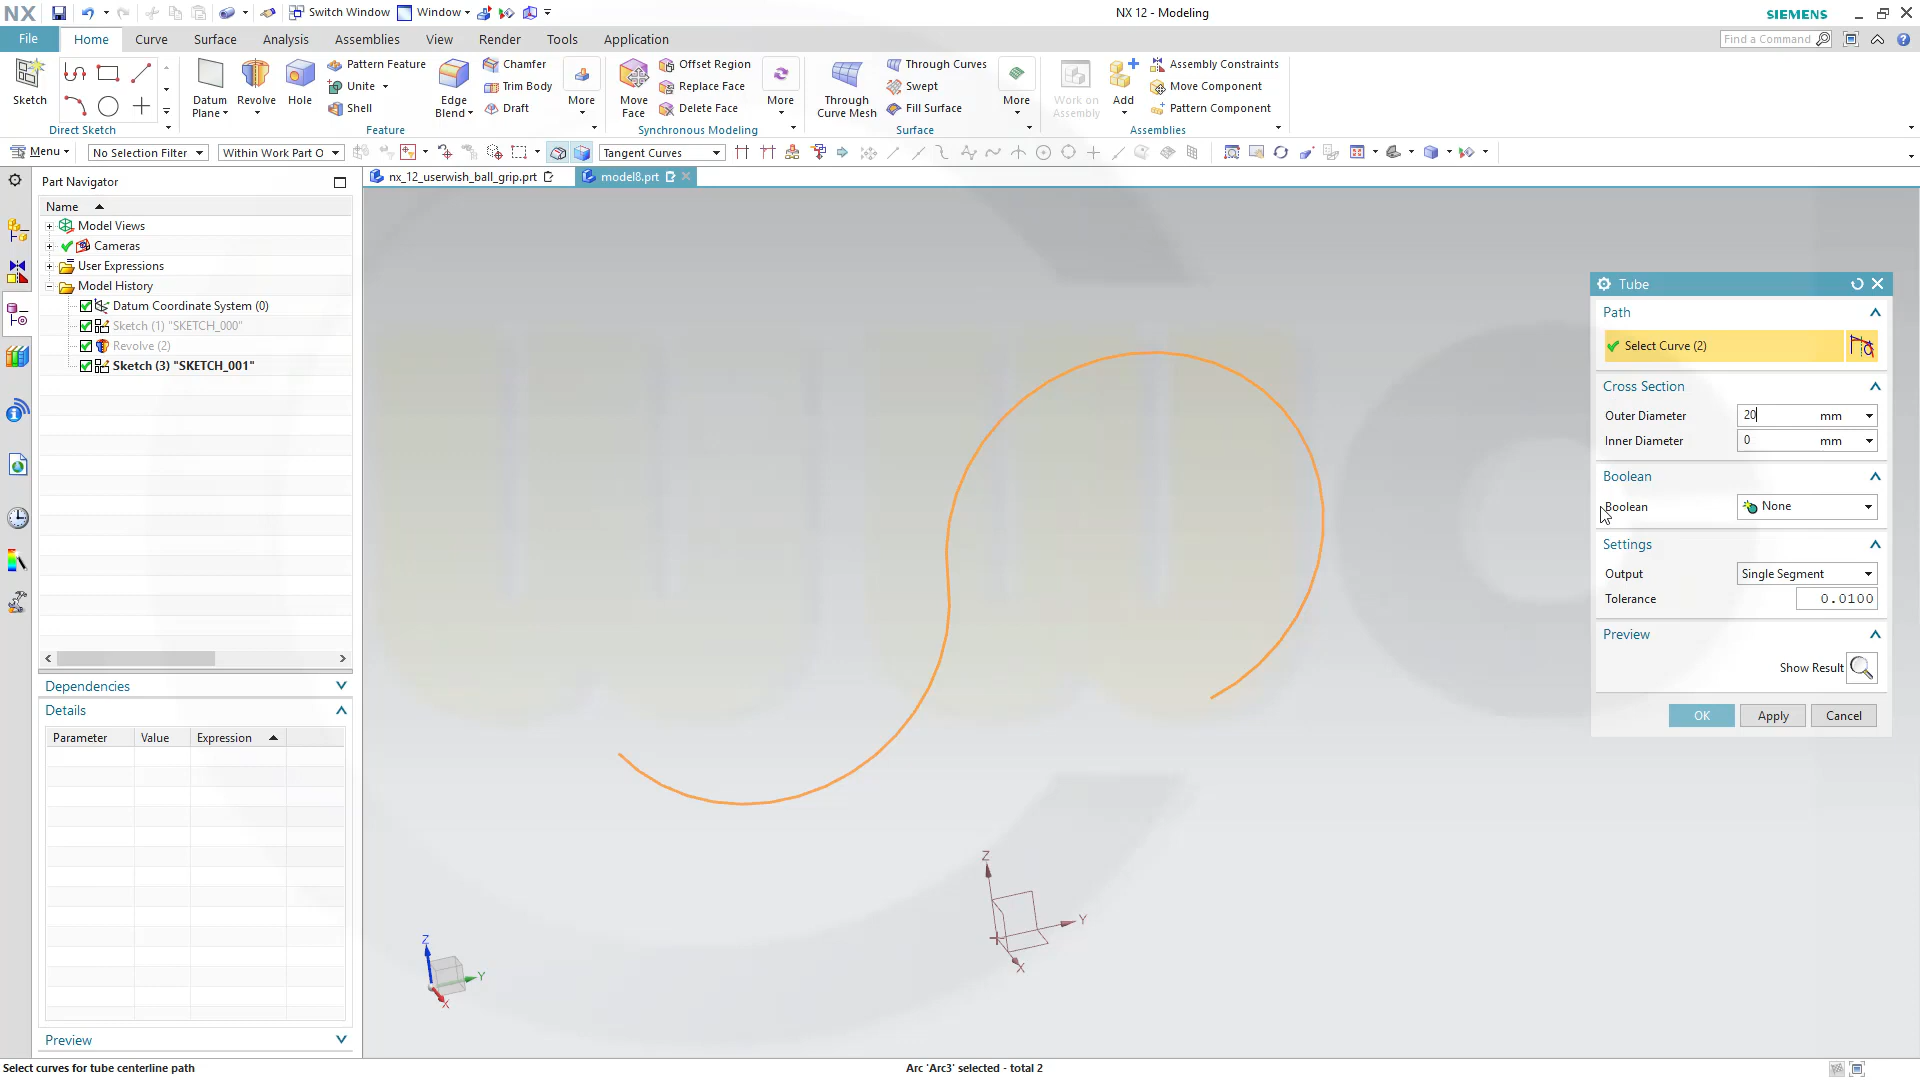 NX
Switch Window
Window
NX 12 - Modeling
SIEMENS
File
Home
Curve
Surface
Analysis
Assemblies
View
Render
Tools
Application
Find a Command
Sketch
Direct Sketch
Datum
Plane
Revolve
Hole
Pattern Feature
Unite
Shell
Edge
Blend
Chamfer
Trim Body
Draft
More
Feature
Move
Face
Offset Region
Replace Face
Delete Face
More
Synchronous Modeling
Through
Curve Mesh
Through Curves
Swept
Fill Surface
More
Surface
Work on
Assembly
Add
Assembly Constraints
Move Component
Pattern Component
Assemblies
Menu
No Selection Filter
Within Work Part O
Tangent Curves
Part Navigator
nx_12_userwish_ball_grip.prt
model8.prt
Name
Model Views
Cameras
User Expressions
Model History
Datum Coordinate System (0)
Sketch (1) "SKETCH_000"
Revolve (2)
Sketch (3) "SKETCH_001"
Dependencies
Details
Parameter
Value
Expression
Preview
Tube
Path
Select Curve (2)
Cross Section
Outer Diameter
20
mm
Inner Diameter
0
mm
Boolean
Boolean
None
Settings
Output
Single Segment
Tolerance
0.0100
Preview
Show Result
OK
Apply
Cancel
Z
Y
X
Z
Y
X
Select curves for tube centerline path
Arc 'Arc3' selected - total 2